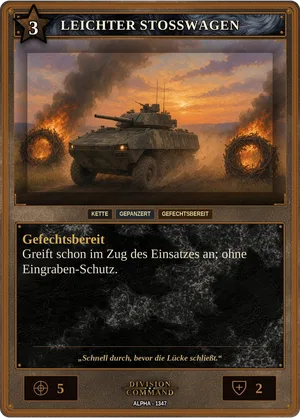 3
LEICHTER STOSSWAGEN
KETTE GEPANZERT GEFECHTSBEREIT
Gefechtsbereit
Greift schon im Zug des Einsatzes an; ohne
Eingraben-Schutz.
„Schnell durch, bevor die Lücke schließt.“
5
DIVISION
COMMAND
ALPHA - 1347
2